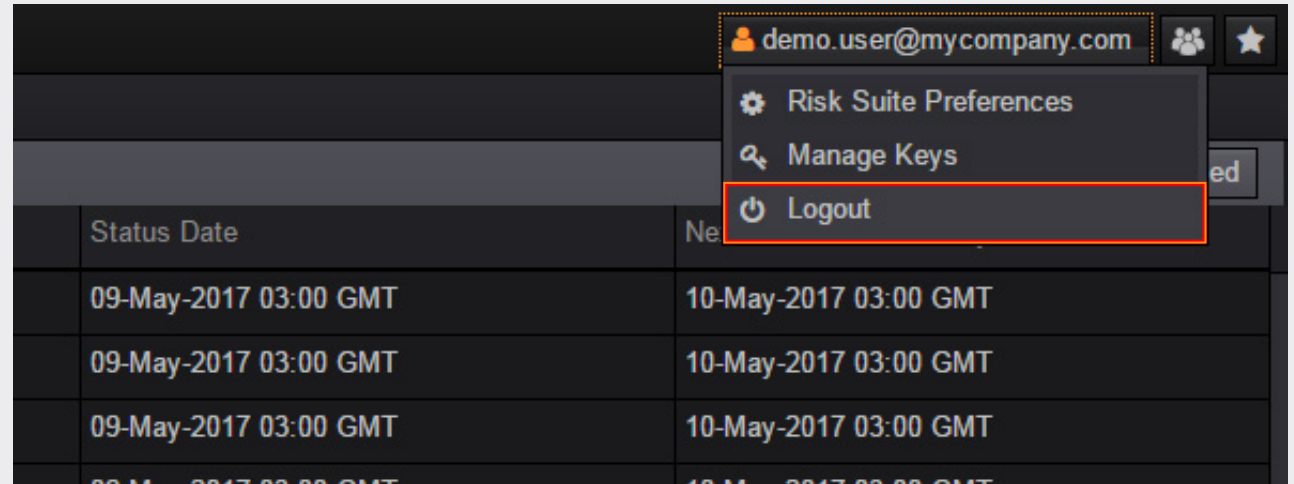 demo.user@mycompany.com
Risk Suite Preferences
Manage Keys
ed
Logout
Status Date
Ne
09-May-2017 03:00 GMT 10-May-2017 03:00 GMT
09-May-2017 03:00 GMT 10-May-2017 03:00 GMT
09-May-2017 03:00 GMT 10-May-2017 03:00 GMT